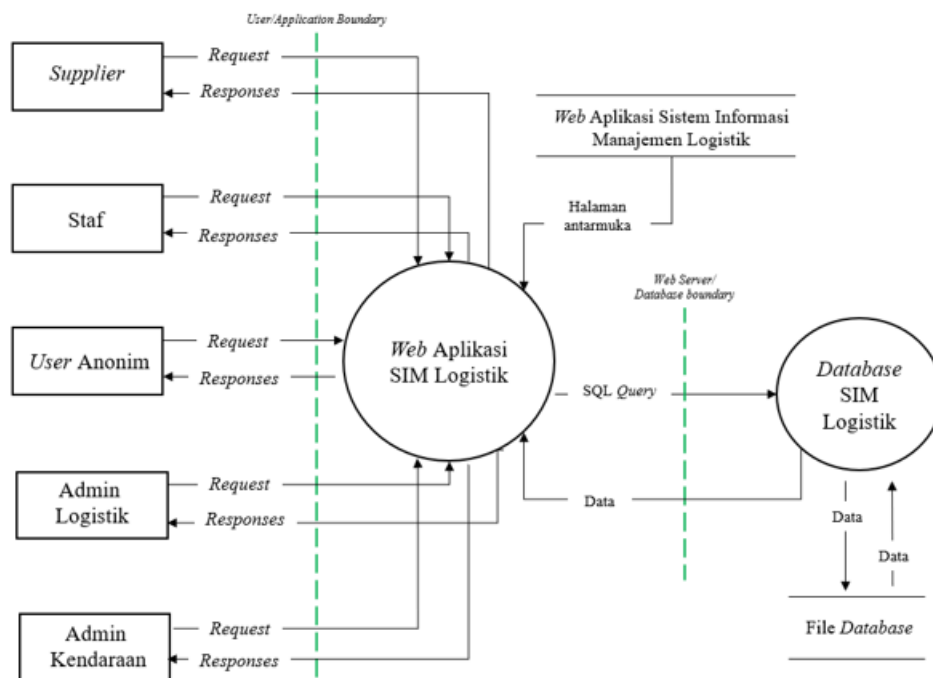 User/Application Boundary
Supplier
Request
Responses
Web Aplikasi Sistem Informasi
Manajemen Logistik
Staf
Request
Responses
Halaman
antarmuka
Web Server/
Database boundary
User Anonim
Request
Responses
Web Aplikasi
SIM Logistik
SQL Query
Database
SIM
Logistik
Admin
Logistik
Request
Responses
Data
Data
Data
Admin
Kendaraan
Request
Responses
File Database